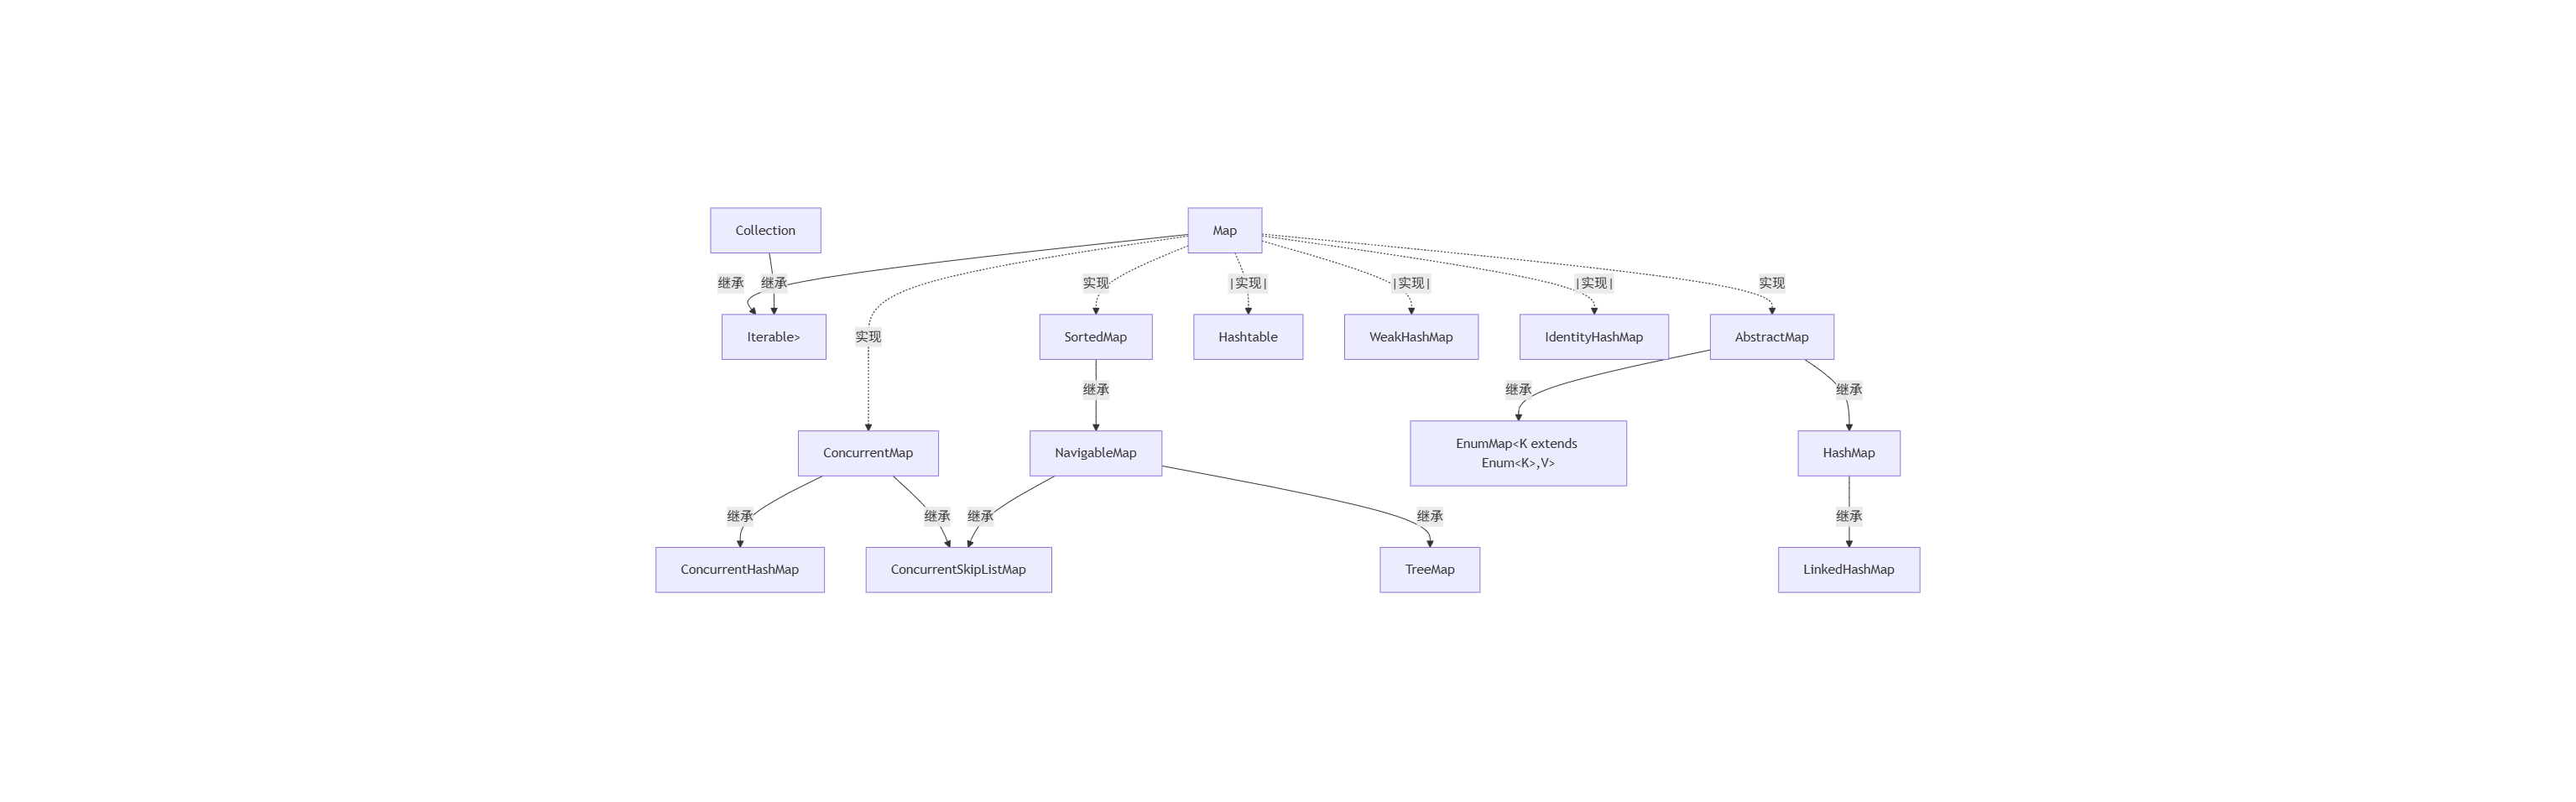 Collection
Map
继承
继承
实现
|实现|
|实现|
|实现|
实现
Iterable>
实现
SortedMap
Hashtable
WeakHashMap
IdentityHashMap
AbstractMap
继承
继承
继承
ConcurrentMap
NavigableMap
EnumMap<K extends
Enum<K>,V>
HashMap
继承
继承
继承
继承
继承
ConcurrentHashMap
ConcurrentSkipListMap
TreeMap
LinkedHashMap